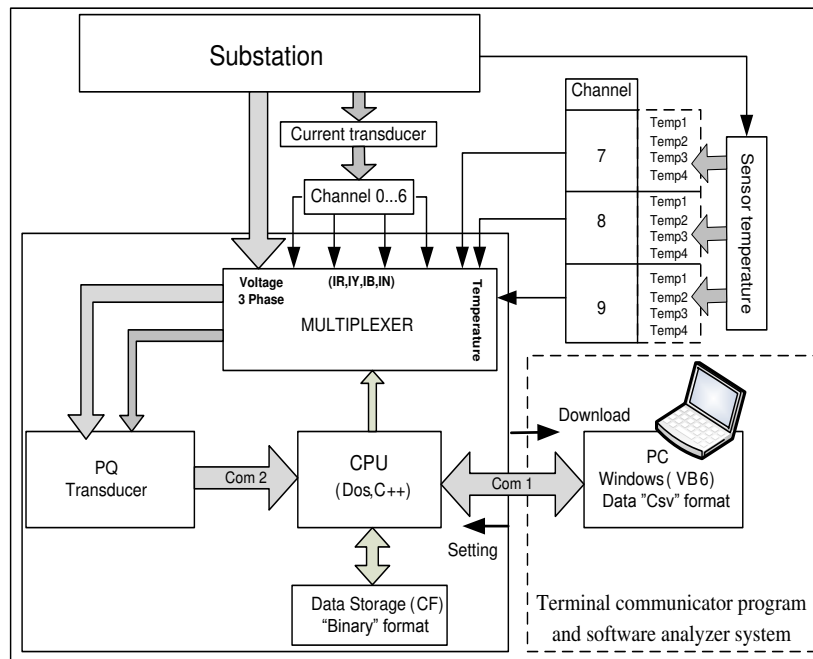 Substation
Channel
Current transducer
Channel 0...6
7
Temp1
Temp2
Temp3
Temp4
8
Temp1
Temp2
Temp3
Temp4
9
Temp1
Temp2
Temp3
Temp4
Sensor temperature
Voltage
3 Phase
(IR,IY,IB,IN)
MULTIPLEXER
Temperature
PQ
Transducer
Com 2
CPU
(Dos,C++)
Com 1
Download
Setting
PC
Windows( VB6)
Data "Csv" format
Data Storage (CF)
“Binary” format
Terminal communicator program
and software analyzer system